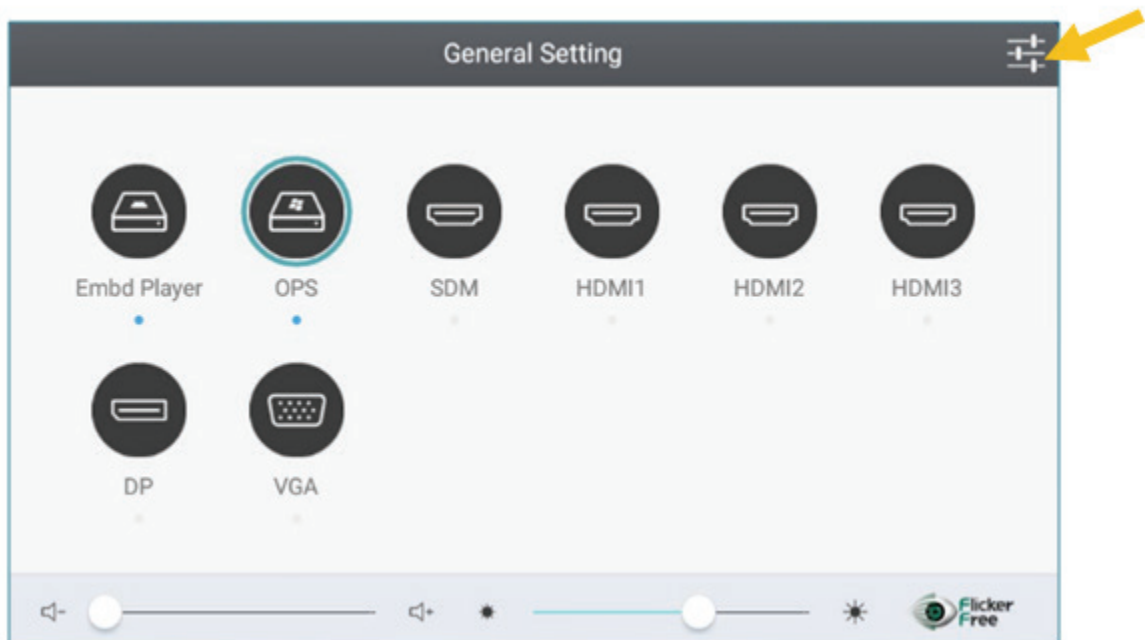 General Setting
Embd Player OPS SDM HDMI1 HDMI2 HDMI3
DP VGA
Flicker
Free